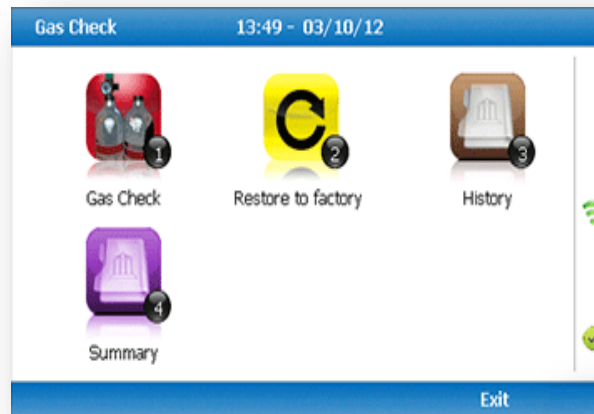 Gas Check 13:49 - 03/10/12
1 2 3
Gas Check Restore to factory History
4
Summary
Exit